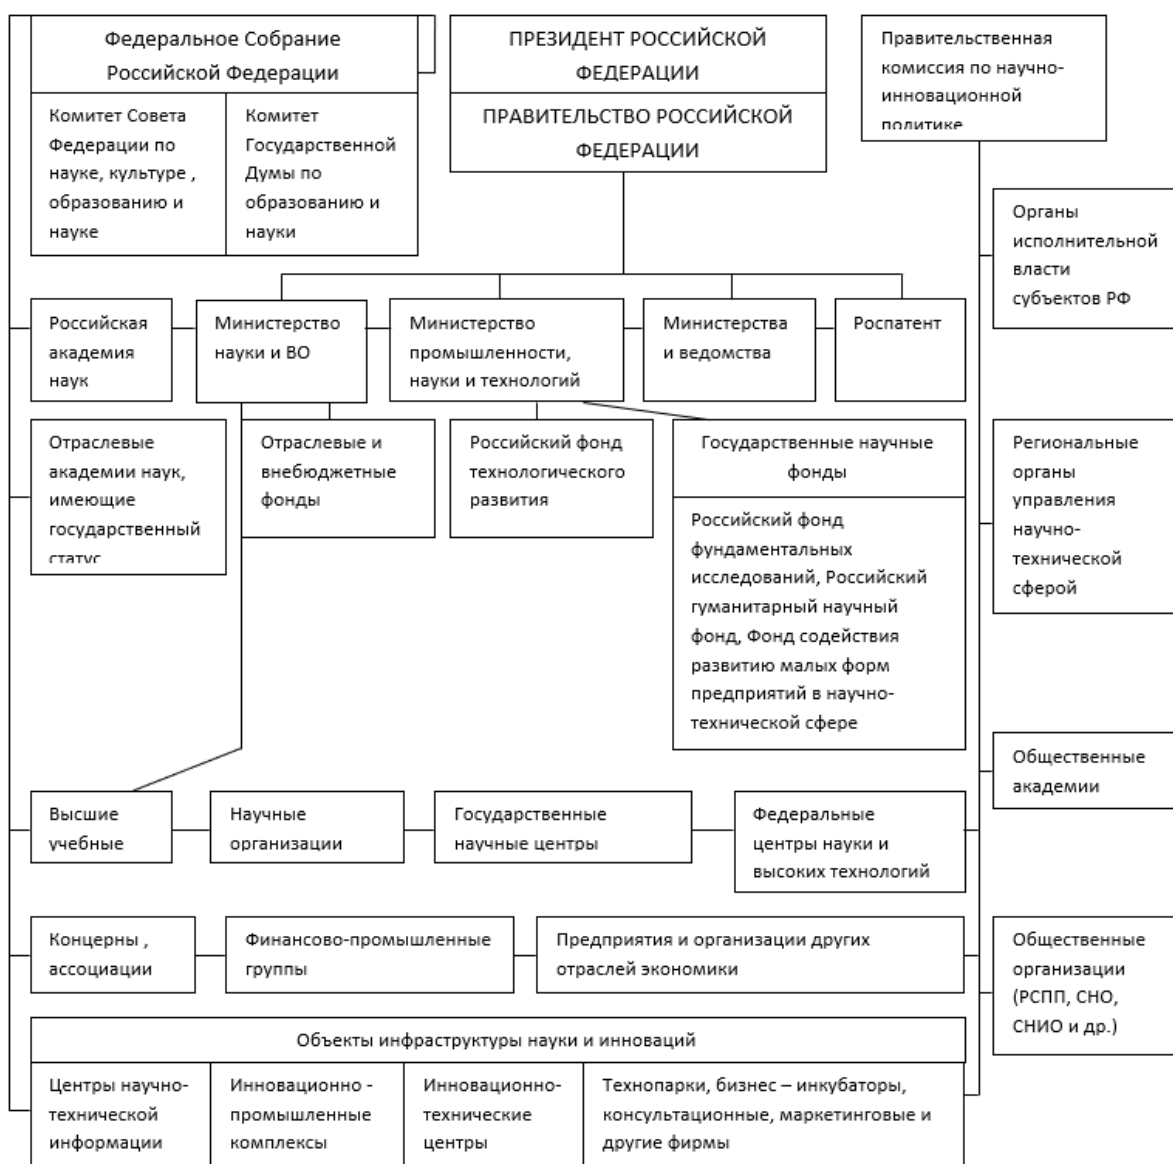 Федеральное Собрание
Российской Федерации
Комитет Совета
Федерации по
науке, культуре ,
образованию и
науке
Комитет
Государственной
Думы по
образованию и
науки
ПРЕЗИДЕНТ РОССИЙСКОЙ
ФЕДЕРАЦИИ
ПРАВИТЕЛЬСТВО РОССИЙСКОЙ
ФЕДЕРАЦИИ
Правительственная
комиссия по научно-
инновационной
политике
Органы
исполнительной
власти
субъектов РФ
Российская
академия
наук
Министерство
науки и ВО
Министерство
промышленности,
науки и технологий
Министерства
и ведомства
Роспатент
Отраслевые
академии наук,
имеющие
государственный
статус
Отраслевые и
внебюджетные
фонды
Российский фонд
технологического
развития
Государственные научные
фонды
Российский фонд
фундаментальных
исследований, Российский
гуманитарный научный
фонд, Фонд содействия
развитию малых форм
предприятий в научно-
технической сфере
Региональные
органы
управления
научно-
технической
сферой
Общественные
академии
Высшие
учебные
Научные
организации
Государственные
научные центры
Федеральные
центры науки и
высоких технологий
Концерны ,
ассоциации
Финансово-промышленные
группы
Предприятия и организации других
отраслей экономики
Общественные
организации
(РСПП, СНО,
СНИО и др.)
Объекты инфраструктуры науки и инноваций
Центры научно-
технической
информации
Инновационно -
промышленные
комплексы
Инновационно-
технические
центры
Технопарки, бизнес – инкубаторы,
консультационные, маркетинговые и
другие фирмы